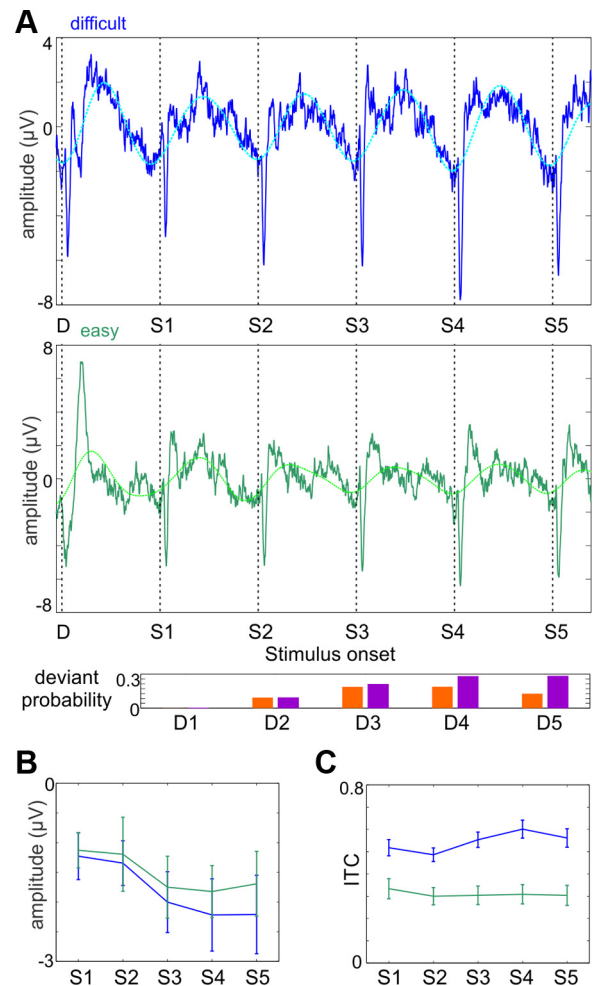 A
difficult
4
0
-8
amplitude (µV)
D S1 S2 S3 S4 S5
easy
8
0
-8
amplitude (µV)
D S1 S2 S3 S4 S5
Stimulus onset
deviant
probability
0.3
0
D1 D2 D3 D4 D5
B
0
-3
amplitude (µV)
S1 S2 S3 S4 S5
C
0.8
0
ITC
S1 S2 S3 S4 S5